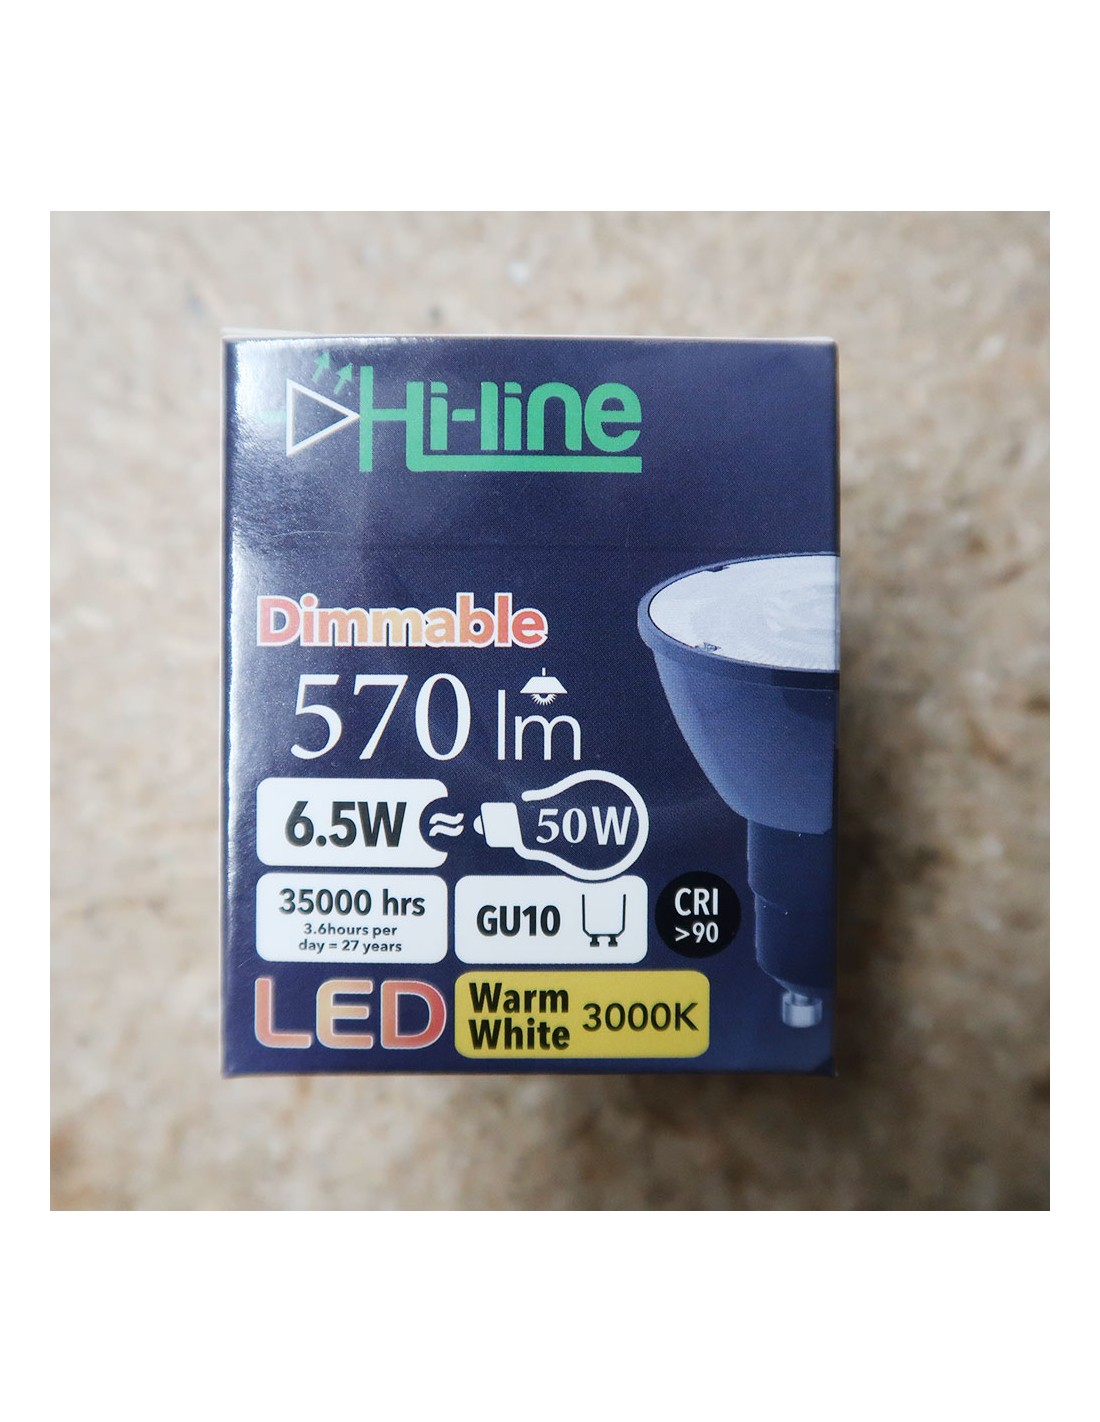 Hi-line
Dimmable
570 lm
6.5W ≈ 50W
35000 hrs
3.6hours per
day = 27 years
GU10
CRI
>90
LED
Warm
White
3000K